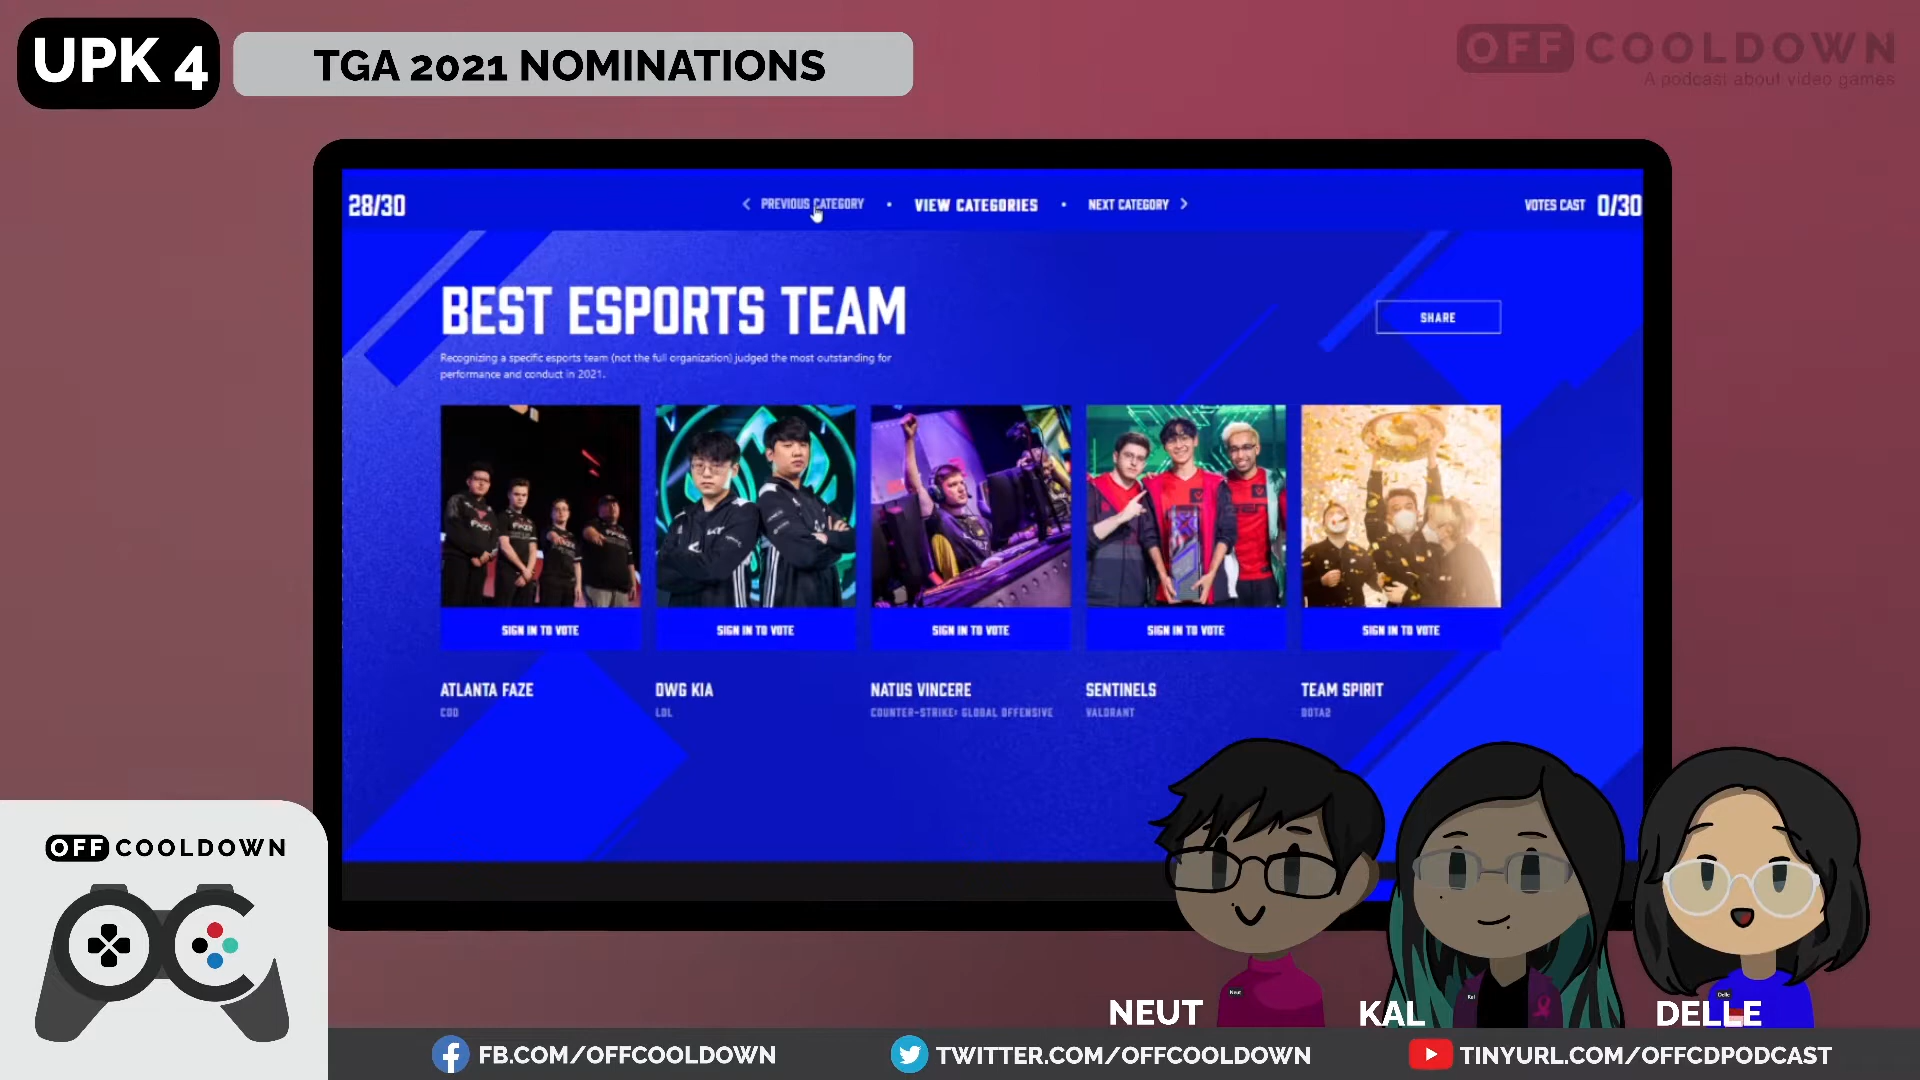 UPK 4
TGA 2021 NOMINATIONS
OFF COOLDOWN
A podcast about video games
28/30
PREVIOUS CATEGORY • VIEW CATEGORIES • NEXT CATEGORY
VOTES CAST 0/30
BEST ESPORTS TEAM
SHARE
Recognizing a specific esports team (not the full organization) judged the most outstanding for
performance and conduct in 2021.
SIGN IN TO VOTE
SIGN IN TO VOTE
SIGN IN TO VOTE
SIGN IN TO VOTE
SIGN IN TO VOTE
ATLANTA FAZE
COD
DWG KIA
LOL
NATUS VINCERE
COUNTER-STRIKE: GLOBAL OFFENSIVE
SENTINELS
VALORANT
TEAM SPIRIT
DOTA2
OFF COOLDOWN
Neut
Kal
Delle
NEUT
KAL
DELLE
FB.COM/OFFCOOLDOWN
TWITTER.COM/OFFCOOLDOWN
TINYURL.COM/OFFCDPODCAST